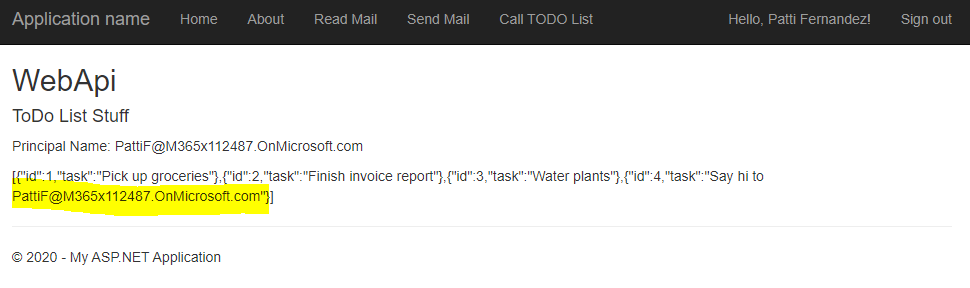 Application name Home About Read Mail Send Mail Call TODO List Hello, Patti Fernandez! Sign out
WebApi
ToDo List Stuff
Principal Name: PattiF@M365x112487.OnMicrosoft.com
[{"id":1,"task":"Pick up groceries"},{"id":2,"task":"Finish invoice report"},{"id":3,"task":"Water plants"},{"id":4,"task":"Say hi to
PattiF@M365x112487.OnMicrosoft.com"}]
© 2020 - My ASP.NET Application